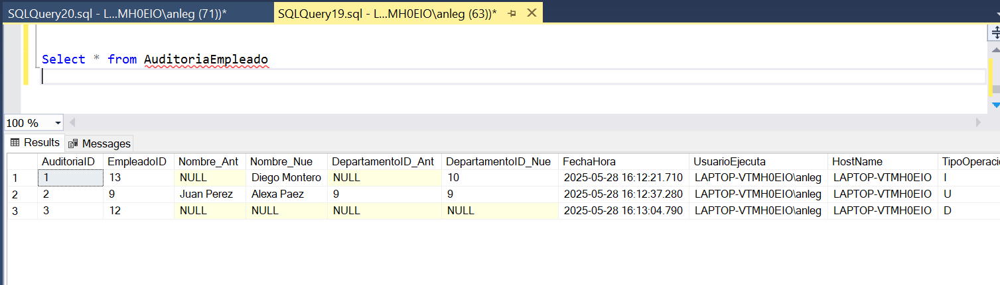 SQLQuery20.sql - L...MH0EIO\anleg (71))* SQLQuery19.sql - L...MH0EIO\anleg (63))*
Select * from AuditoriaEmpleado
100 %
Results Messages
AuditoriaID EmpleadoID Nombre_Ant Nombre_Nue DepartamentoID_Ant DepartamentoID_Nue FechaHora UsuarioEjecuta HostName TipoOperaci
1 1 13 NULL Diego Montero NULL 10 2025-05-28 16:12:21.710 LAPTOP-VTMH0EIO\anleg LAPTOP-VTMH0EIO I
2 2 9 Juan Perez Alexa Paez 9 9 2025-05-28 16:12:37.280 LAPTOP-VTMH0EIO\anleg LAPTOP-VTMH0EIO U
3 3 12 NULL NULL NULL NULL 2025-05-28 16:13:04.790 LAPTOP-VTMH0EIO\anleg LAPTOP-VTMH0EIO D